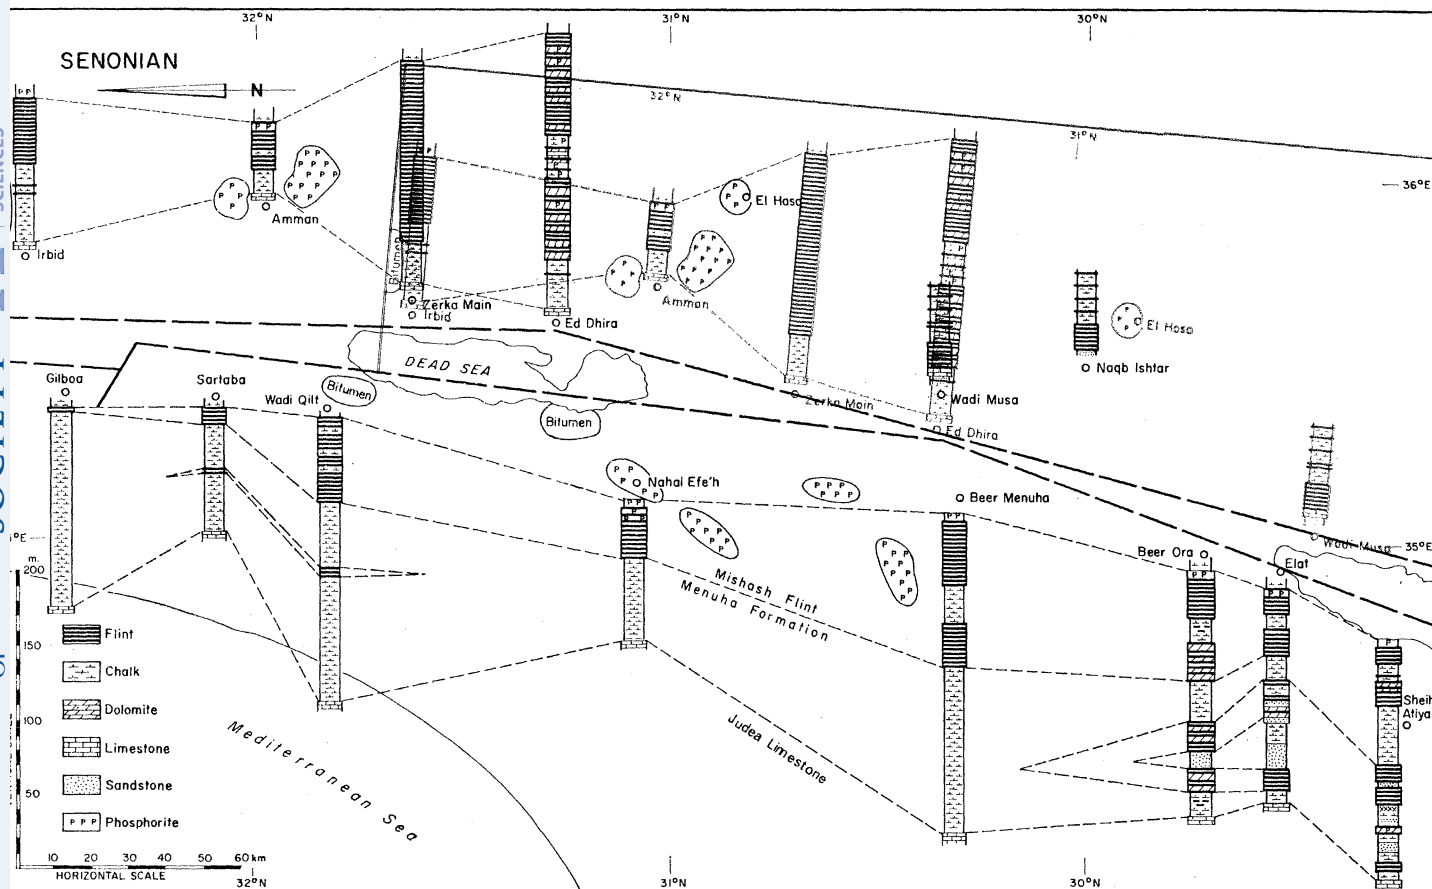 32°N
31°N
30°N
SENONIAN
N
32°N
31°N
36°E
Irbid
Amman
El Hasa
Bitumen
Zerka Main
Irbid
Ed Dhira
Amman
El Hasa
Naqb Ishtar
DEAD SEA
Gilboa
Sartaba
Wadi Qilt
Bitumen
Bitumen
Zerka Main
Wadi Musa
Ed Dhira
Nahal Efe'h
Beer Menuha
Beer Ora
Elat
Wadi Musa
35°E
Mishash Flint
Menuha Formation
Judea Limestone
Sheih
Atiya
m.
200
150
100
50
Flint
Chalk
Dolomite
Limestone
Sandstone
P P P Phosphorite
Mediterranean Sea
10 20 30 40 50 60 km
HORIZONTAL SCALE
32°N
31°N
30°N